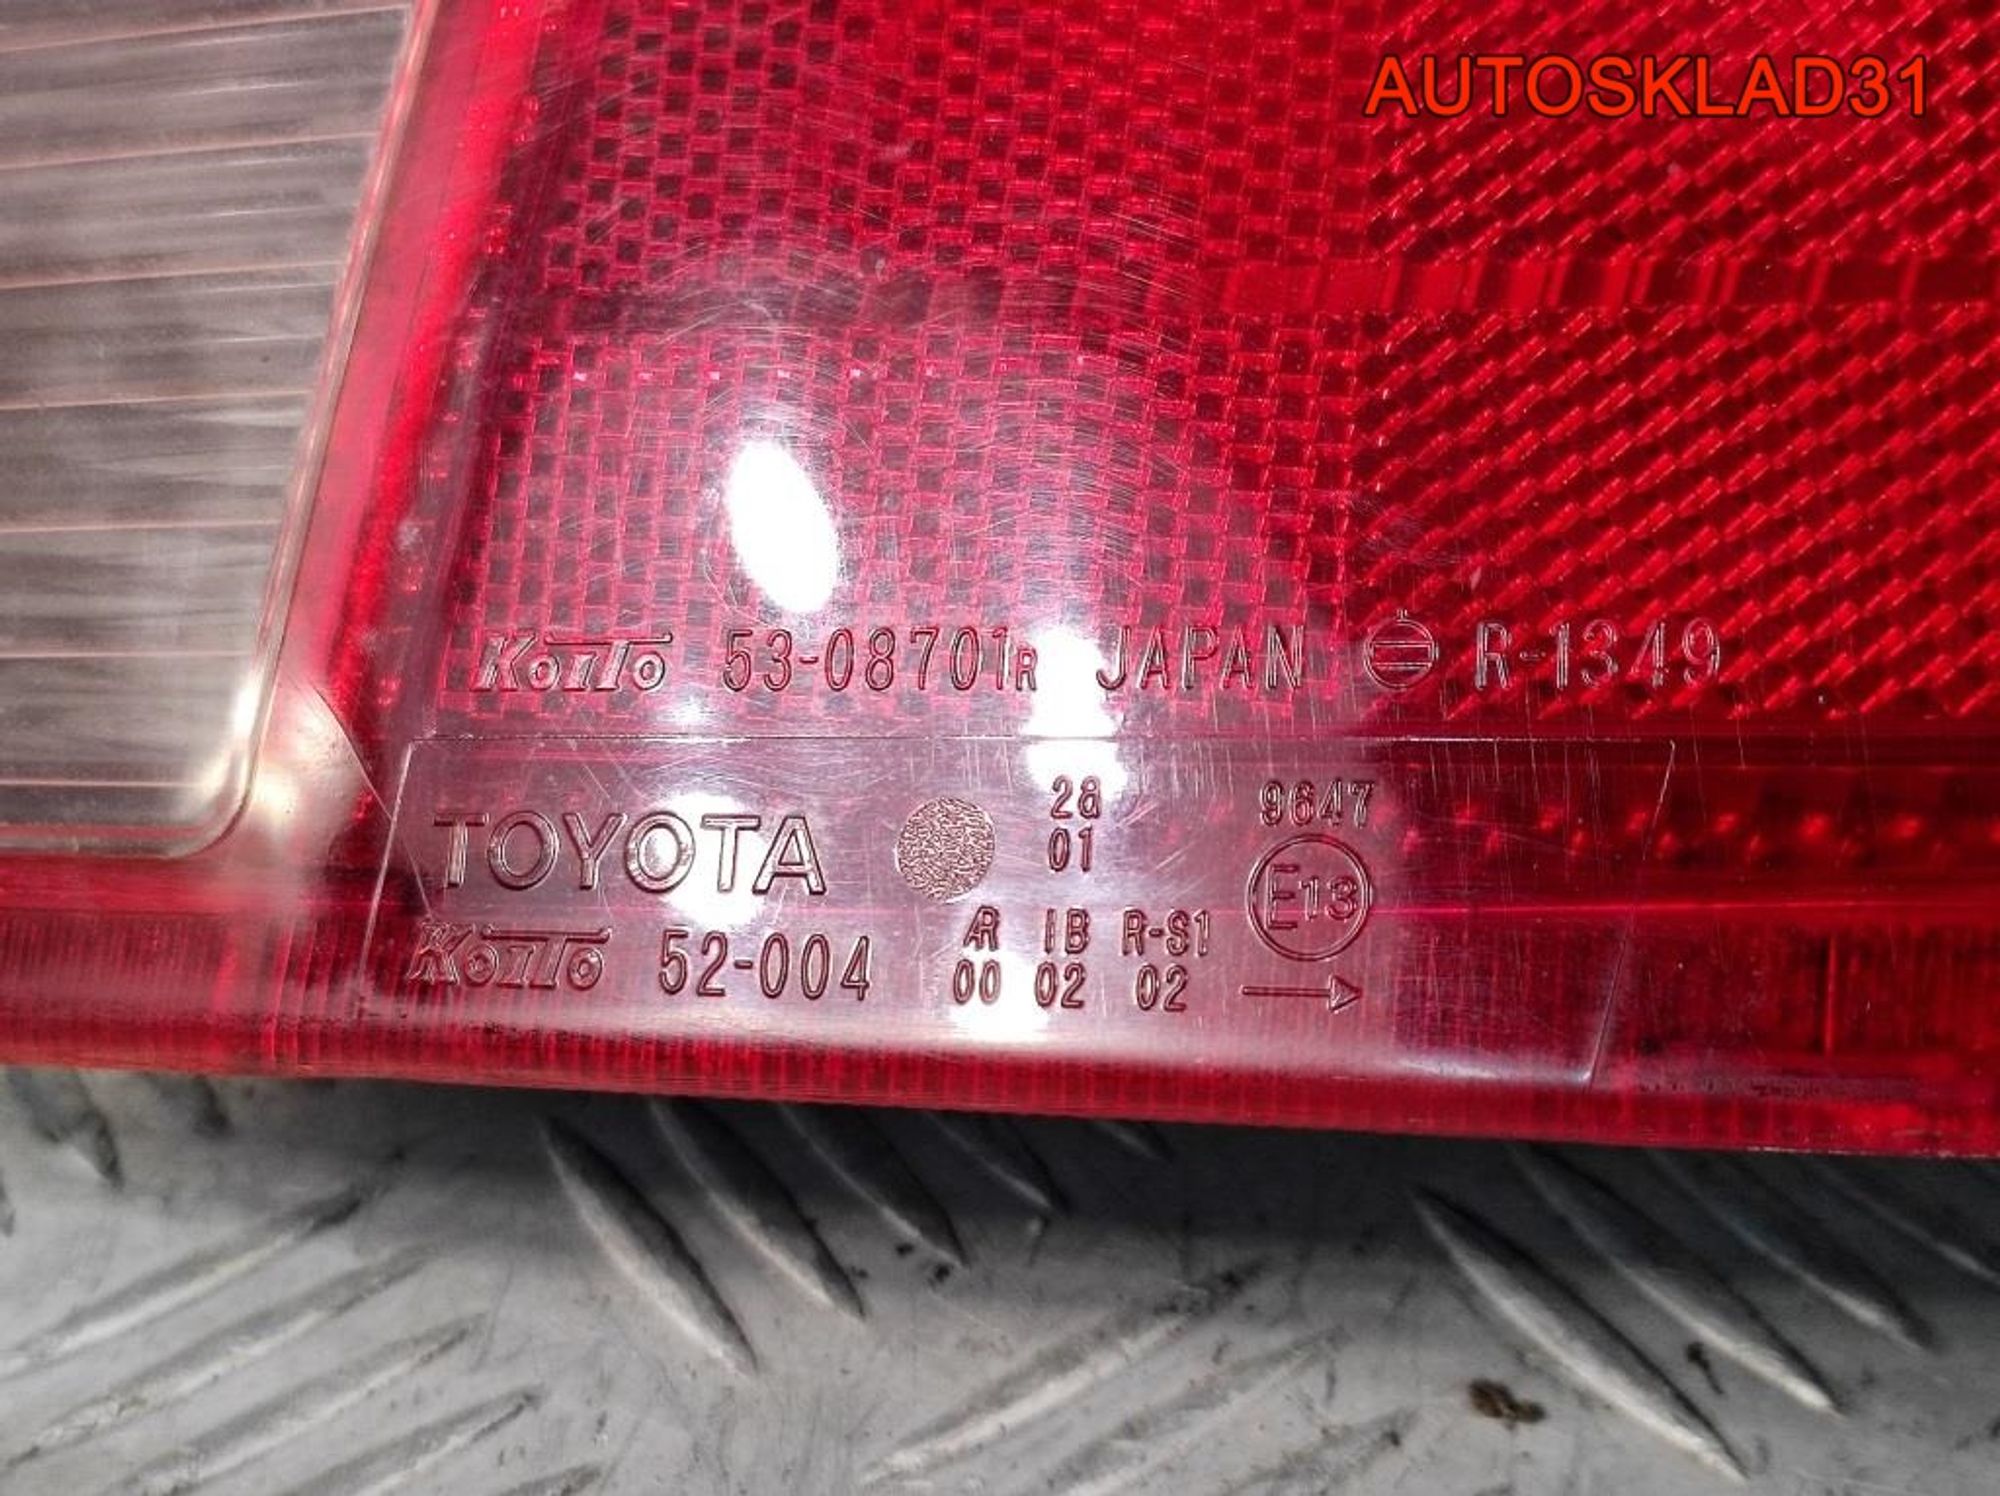 AUTOSKLAD31
KOITO 53-08701R JAPAN R-1349
TOYOTA 2a 9647
01 E13
KOITO 52-004 AR IB R-S1
00 02 02